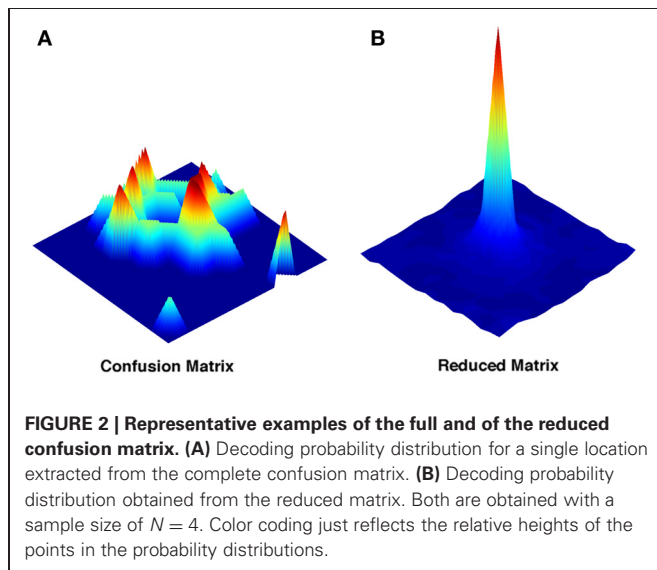 A
B
Confusion Matrix
Reduced Matrix
FIGURE 2 | Representative examples of the full and of the reduced
confusion matrix. (A) Decoding probability distribution for a single location
extracted from the complete confusion matrix. (B) Decoding probability
distribution obtained from the reduced matrix. Both are obtained with a
sample size of N = 4. Color coding just reflects the relative heights of the
points in the probability distributions.